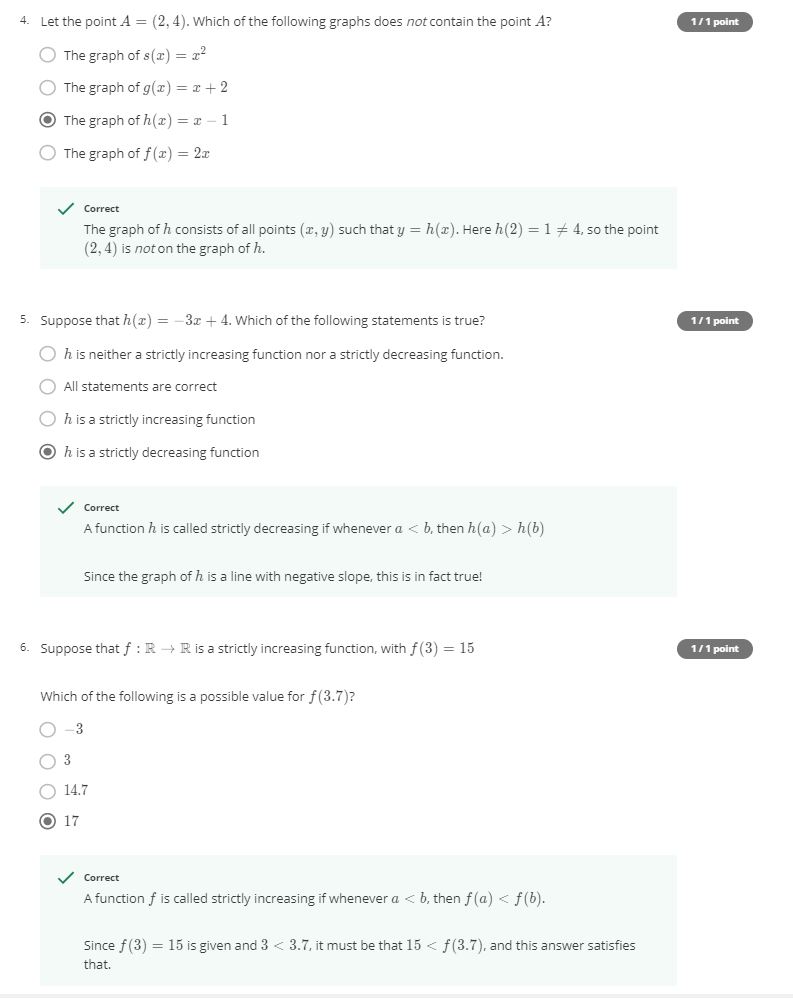 4. Let the point A = (2, 4). Which of the following graphs does not contain the point A?
1 / 1 point
The graph of s(x) = x²
The graph of g(x) = x + 2
The graph of h(x) = x − 1
The graph of f(x) = 2x
Correct
The graph of h consists of all points (x, y) such that y = h(x). Here h(2) = 1 ≠ 4, so the point
(2, 4) is not on the graph of h.
5. Suppose that h(x) = −3x + 4. Which of the following statements is true?
1 / 1 point
h is neither a strictly increasing function nor a strictly decreasing function.
All statements are correct
h is a strictly increasing function
h is a strictly decreasing function
Correct
A function h is called strictly decreasing if whenever a < b, then h(a) > h(b)
Since the graph of h is a line with negative slope, this is in fact true!
6. Suppose that f : ℝ → ℝ is a strictly increasing function, with f(3) = 15
1 / 1 point
Which of the following is a possible value for f(3.7)?
−3
3
14.7
17
Correct
A function f is called strictly increasing if whenever a < b, then f(a) < f(b).
Since f(3) = 15 is given and 3 < 3.7, it must be that 15 < f(3.7), and this answer satisfies
that.